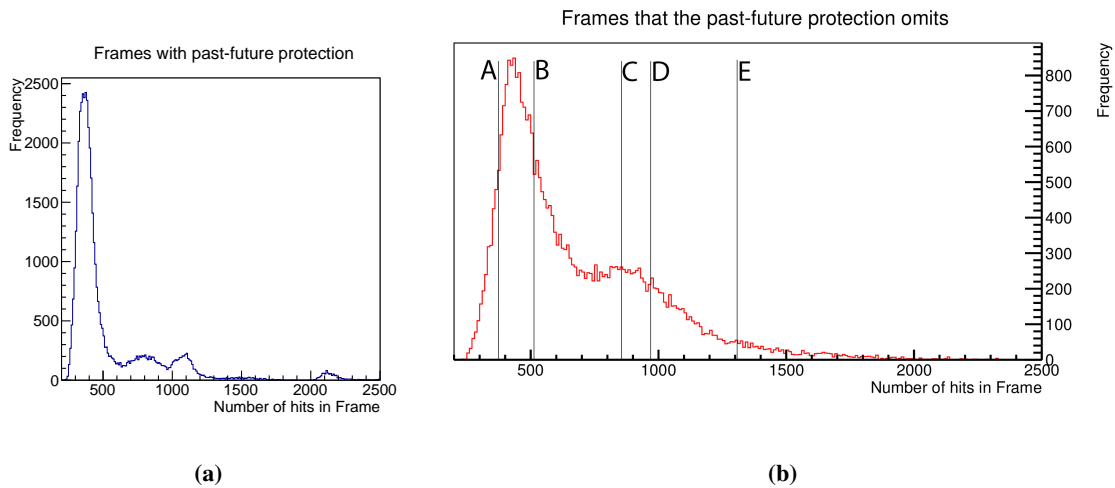 Frames that the past-future protection omits
Frames with past-future protection
Frequency
2500
2000
1500
1000
500
0
500 1000 1500 2000 2500
Number of hits in Frame
A B C D E
Frequency
800
700
600
500
400
300
200
100
0
500 1000 1500 2000 2500
Number of hits in Frame
(a) (b)